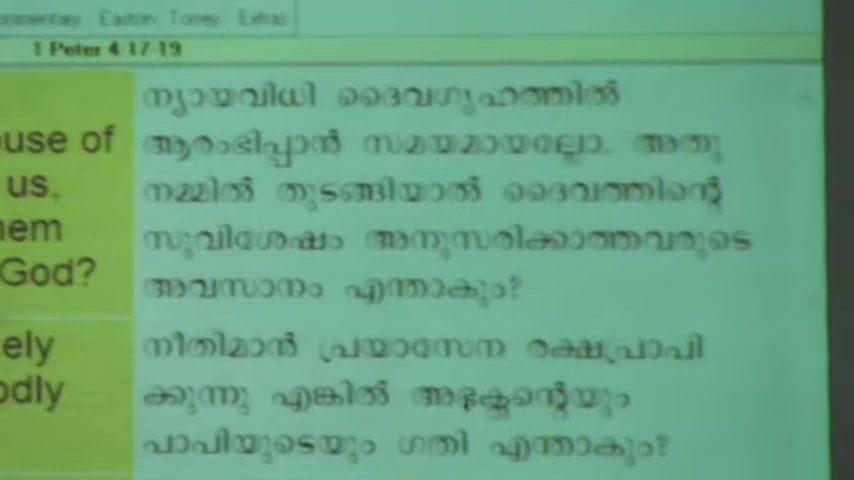 Commentary Easton Torrey Extras
1 Peter 4:17-19
ന്യായവിധി ദൈവഗൃഹത്തിൽ
ആരംഭിപ്പാൻ സമയമായല്ലോ. അതു
നമ്മിൽ തുടങ്ങിയാൽ ദൈവത്തിന്റെ
സുവിശേഷം അനുസരിക്കാത്തവരുടെ
അവസാനം എന്താകും?
നീതിമാൻ പ്രയാസേന രക്ഷപ്രാപി
ക്കുന്നു എങ്കിൽ അഭക്തന്റെയും
പാപിയുടെയും ഗതി എന്താകും?
ouse of
us,
hem
God?
ely
odly